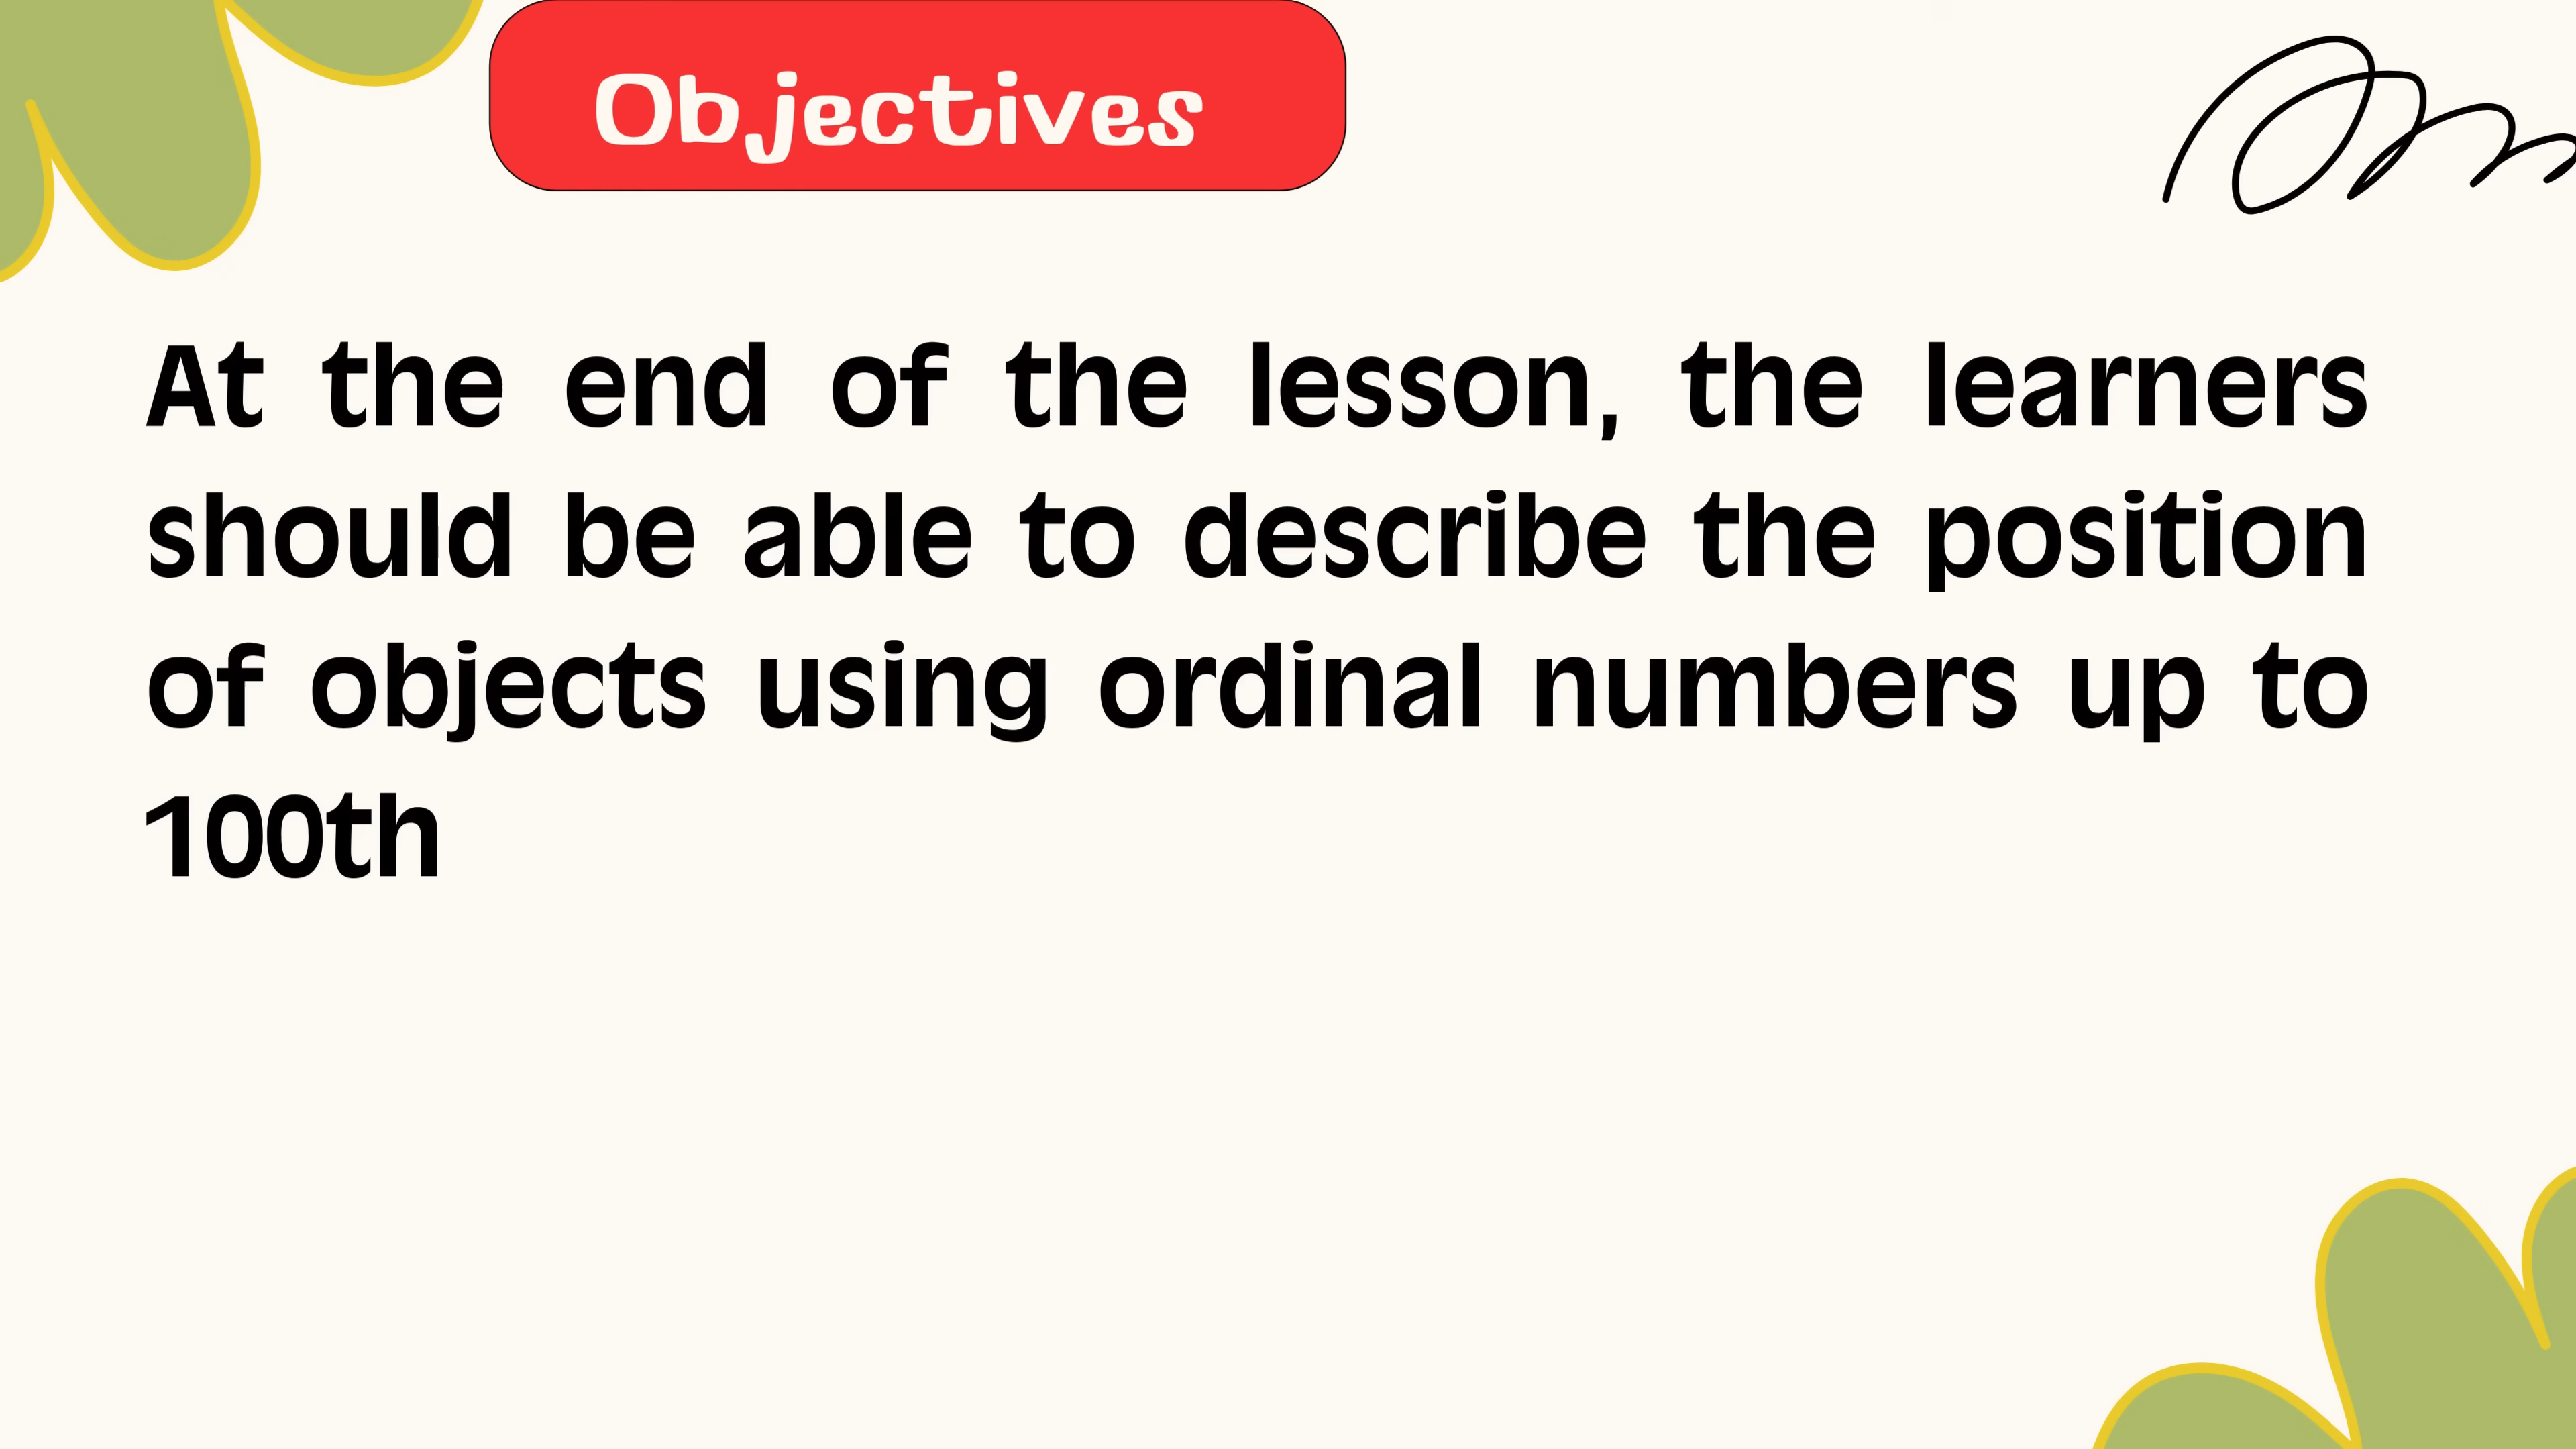 Objectives
At the end of the lesson, the learners
should be able to describe the position
of objects using ordinal numbers up to
100th